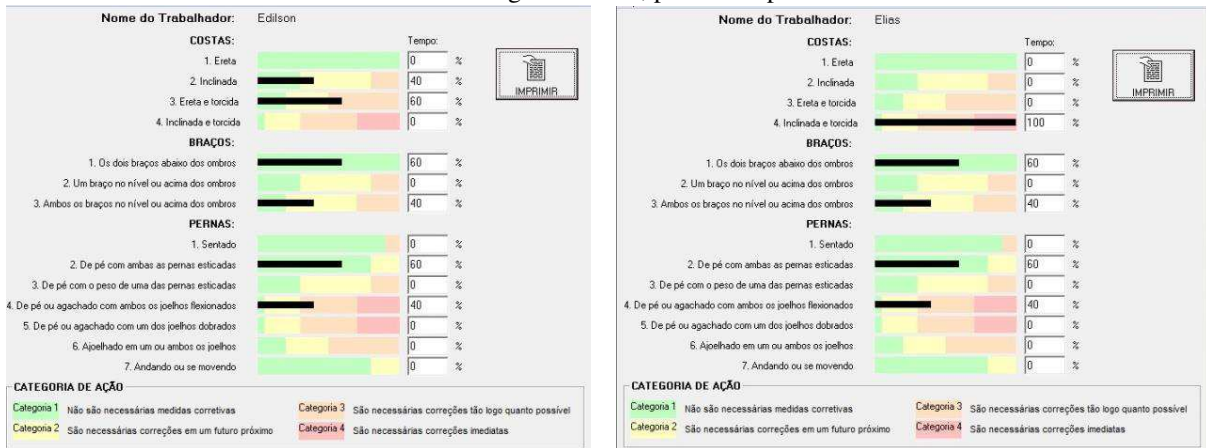 Nome do Trabalhador: Edilson
COSTAS: Tempo:
1. Ereta 0 %
2. Inclinada 40 %
3. Ereta e torcida 60 %
4. Inclinada e torcida 0 %
IMPRIMIR
BRAÇOS:
1. Os dois braços abaixo dos ombros 60 %
2. Um braço no nível ou acima dos ombros 0 %
3. Ambos os braços no nível ou acima dos ombros 40 %
PERNAS:
1. Sentado 0 %
2. De pé com ambas as pernas esticadas 60 %
3. De pé com o peso de uma das pernas esticadas 0 %
4. De pé ou agachado com ambos os joelhos flexionados 40 %
5. De pé ou agachado com um dos joelhos dobrados 0 %
6. Ajoelhado em um ou ambos os joelhos 0 %
7. Andando ou se movendo 0 %
CATEGORIA DE AÇÃO
Categoria 1 Não são necessárias medidas corretivas Categoria 3 São necessárias correções tão logo quanto possível
Categoria 2 São necessárias correções em um futuro próximo Categoria 4 São necessárias correções imediatas
Nome do Trabalhador: Elias
COSTAS: Tempo:
1. Ereta 0 %
2. Inclinada 0 %
3. Ereta e torcida 0 %
4. Inclinada e torcida 100 %
IMPRIMIR
BRAÇOS:
1. Os dois braços abaixo dos ombros 60 %
2. Um braço no nível ou acima dos ombros 0 %
3. Ambos os braços no nível ou acima dos ombros 40 %
PERNAS:
1. Sentado 0 %
2. De pé com ambas as pernas esticadas 60 %
3. De pé com o peso de uma das pernas esticadas 0 %
4. De pé ou agachado com ambos os joelhos flexionados 40 %
5. De pé ou agachado com um dos joelhos dobrados 0 %
6. Ajoelhado em um ou ambos os joelhos 0 %
7. Andando ou se movendo 0 %
CATEGORIA DE AÇÃO
Categoria 1 Não são necessárias medidas corretivas Categoria 3 São necessárias correções tão logo quanto possível
Categoria 2 São necessárias correções em um futuro próximo Categoria 4 São necessárias correções imediatas